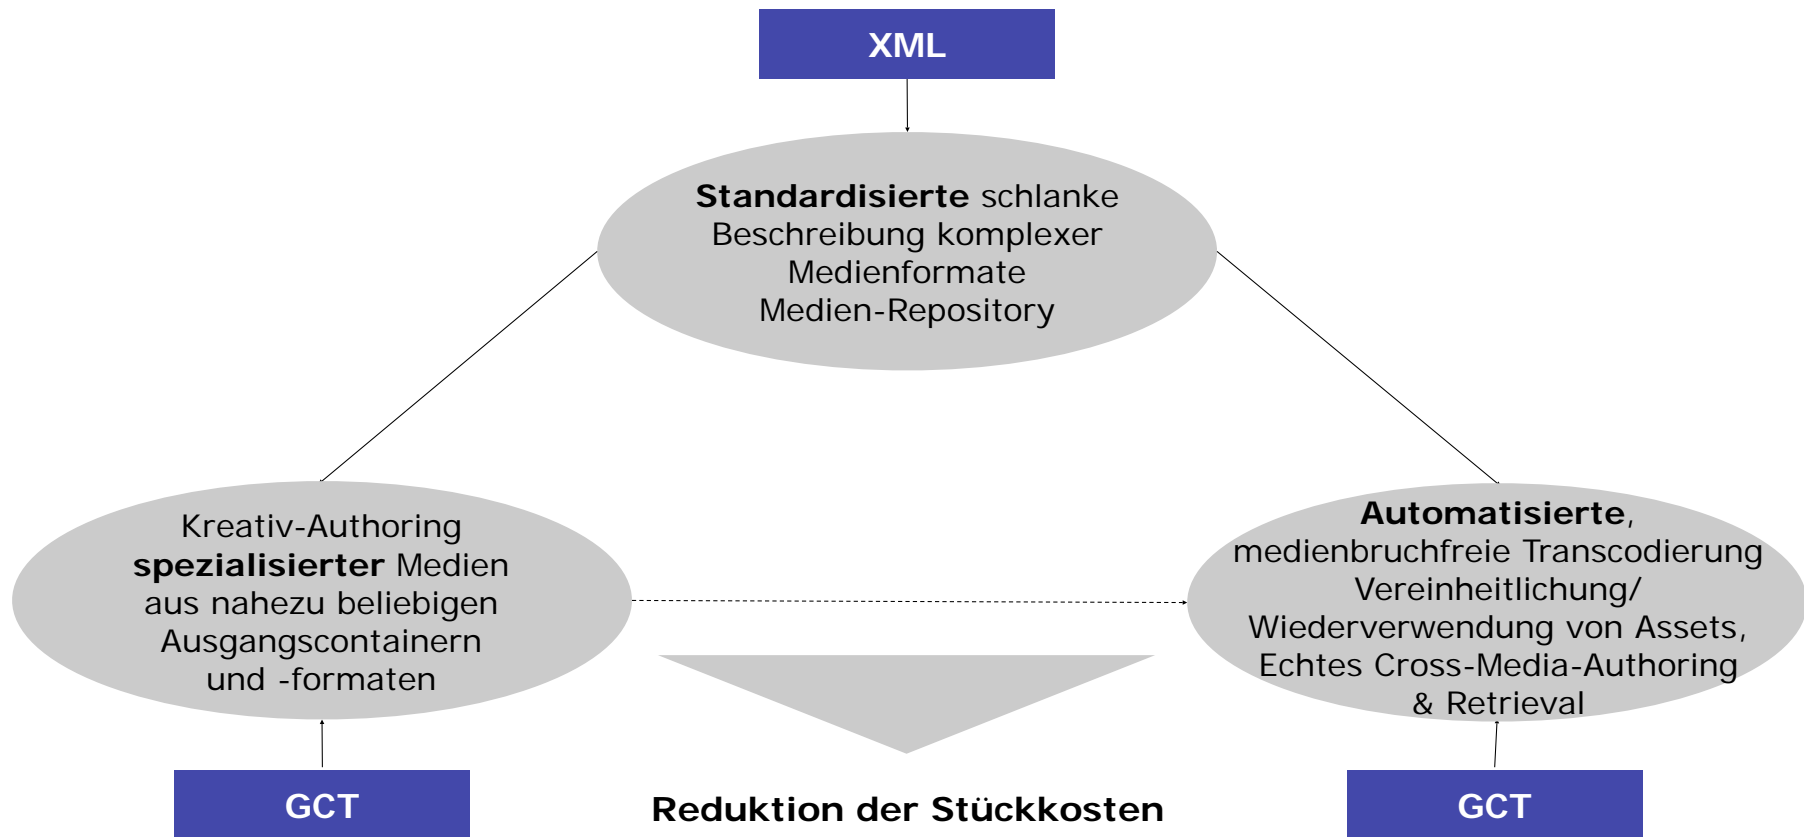 XML
Standardisierte schlanke
Beschreibung komplexer
Medienformate
Medien-Repository
Kreativ-Authoring
spezialisierter Medien
aus nahezu beliebigen
Ausgangscontainern
und -formaten
Automatisierte,
medienbruchfreie Transcodierung
Vereinheitlichung/
Wiederverwendung von Assets,
Echtes Cross-Media-Authoring
& Retrieval
GCT
Reduktion der Stückkosten
GCT